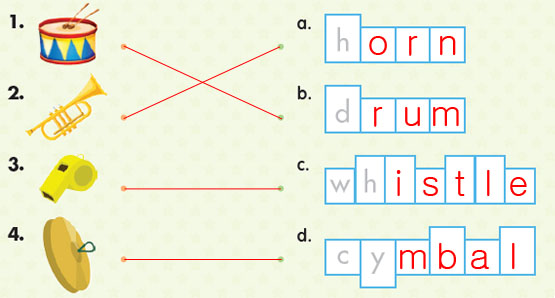 1. a. horn
2. b. drum
3. c. whistle
4. d. cymbal